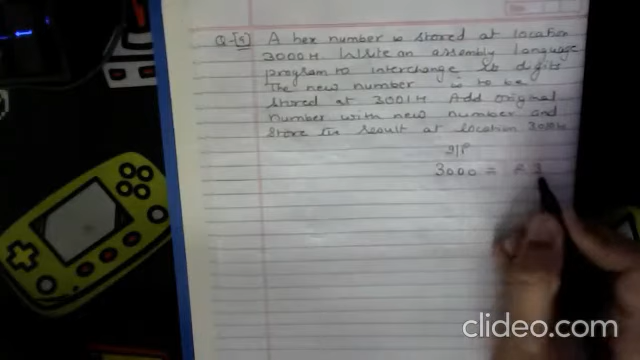 Q-[5] A hex number is stored at location
3000H. Write an assembly language
program to interchange its digits
The new number is to be
stored at 3001H Add original
number with new number and
store the result at location
I/P
3000 =
clideo.com